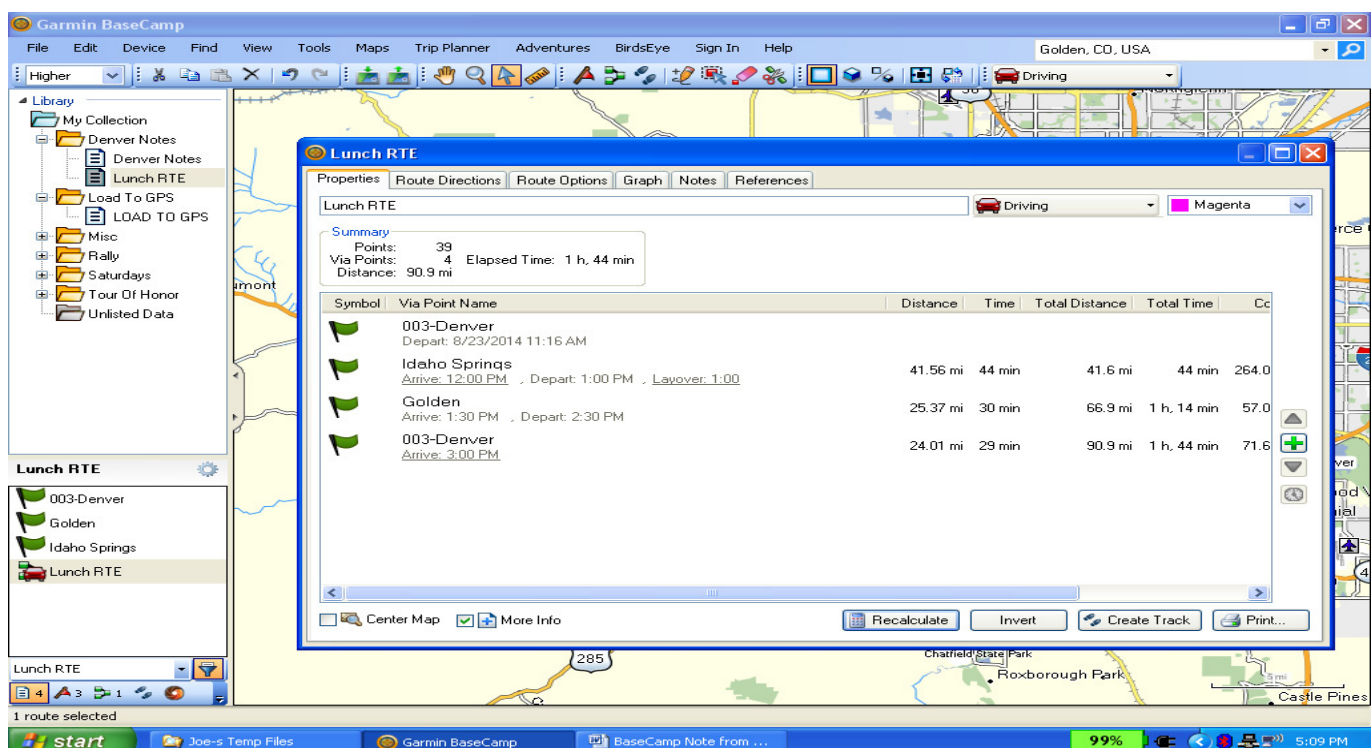 Garmin BaseCamp
File Edit Device Find View Tools Maps Trip Planner Adventures BirdsEye Sign In Help Golden, CO, USA
Higher Driving
Library
My Collection
Denver Notes
Denver Notes
Lunch RTE
Load To GPS
LOAD TO GPS
Misc
Rally
Saturdays
Tour Of Honor
Unlisted Data
Lunch RTE
003-Denver
Golden
Idaho Springs
Lunch RTE
Lunch RTE
4 3 1
1 route selected
umont
Lunch RTE
Properties Route Directions Route Options Graph Notes References
Lunch RTE Driving Magenta
Summary
Points: 39
Via Points: 4 Elapsed Time: 1 h, 44 min
Distance: 90.9 mi
Symbol Via Point Name Distance Time Total Distance Total Time Cc
003-Denver
Depart: 8/23/2014 11:16 AM
Idaho Springs
Arrive: 12:00 PM , Depart: 1:00 PM , Layover: 1:00
41.56 mi 44 min 41.6 mi 44 min 264.0
Golden
Arrive: 1:30 PM , Depart: 2:30 PM
25.37 mi 30 min 66.9 mi 1 h, 14 min 57.0
003-Denver
Arrive: 3:00 PM
24.01 mi 29 min 90.9 mi 1 h, 44 min 71.6
Center Map More Info Recalculate Invert Create Track Print...
rce
ver
od
ial
285
Chatfield State Park
Roxborough Park
5 mi
Castle Pines
start Joe-s Temp Files Garmin BaseCamp BaseCamp Note from ... 99% 5:09 PM